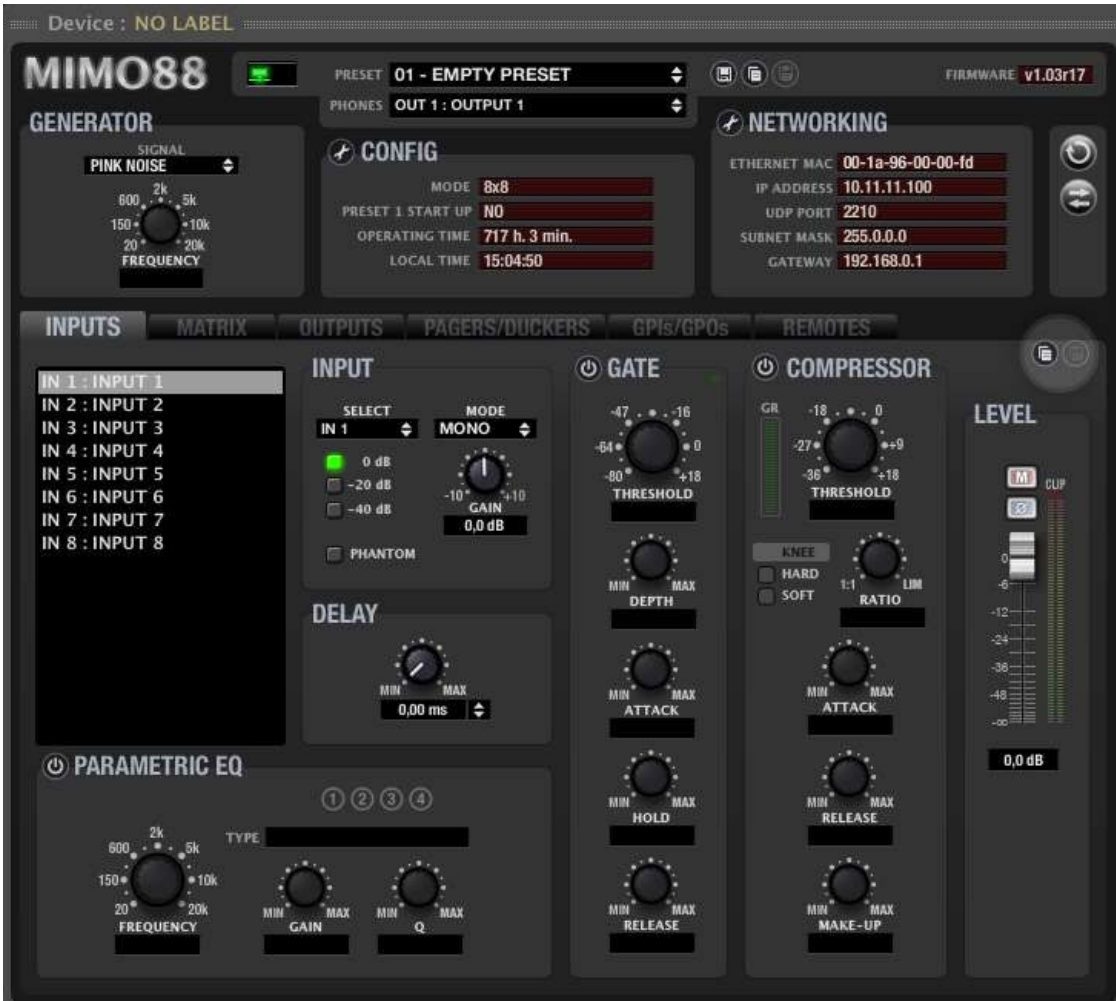 Device : NO LABEL
MIMO88
PRESET 01 - EMPTY PRESET
FIRMWARE v1.03r17
PHONES OUT 1 : OUTPUT 1
GENERATOR
SIGNAL
PINK NOISE
2k
600 5k
150 10k
20 20k
FREQUENCY
CONFIG
MODE 8x8
PRESET 1 START UP NO
OPERATING TIME 717 h. 3 min.
LOCAL TIME 15:04:50
NETWORKING
ETHERNET MAC 00-1a-96-00-00-fd
IP ADDRESS 10.11.11.100
UDP PORT 2210
SUBNET MASK 255.0.0.0
GATEWAY 192.168.0.1
INPUTS MATRIX OUTPUTS PAGERS/DUCKERS GPIs/GPOs REMOTES
IN 1 : INPUT 1
IN 2 : INPUT 2
IN 3 : INPUT 3
IN 4 : INPUT 4
IN 5 : INPUT 5
IN 6 : INPUT 6
IN 7 : INPUT 7
IN 8 : INPUT 8
INPUT
SELECT MODE
IN 1 MONO
0 dB
-20 dB
-40 dB
-10 +10
GAIN
0,0 dB
PHANTOM
DELAY
MIN MAX
0,00 ms
PARAMETRIC EQ
1 2 3 4
TYPE
2k
600 5k
150 10k
20 20k
FREQUENCY
MIN MAX
GAIN
MIN MAX
Q
GATE
-47 -16
-64 0
-80 +18
THRESHOLD
MIN MAX
DEPTH
MIN MAX
ATTACK
MIN MAX
HOLD
MIN MAX
RELEASE
COMPRESSOR
GR
-18 0
-27 +9
-36 +18
THRESHOLD
KNEE
HARD
SOFT
1:1 LIM
RATIO
MIN MAX
ATTACK
MIN MAX
RELEASE
MIN MAX
MAKE-UP
LEVEL
M
CLIP
Ø
0
-6
-12
-24
-36
-48
-∞
0,0 dB